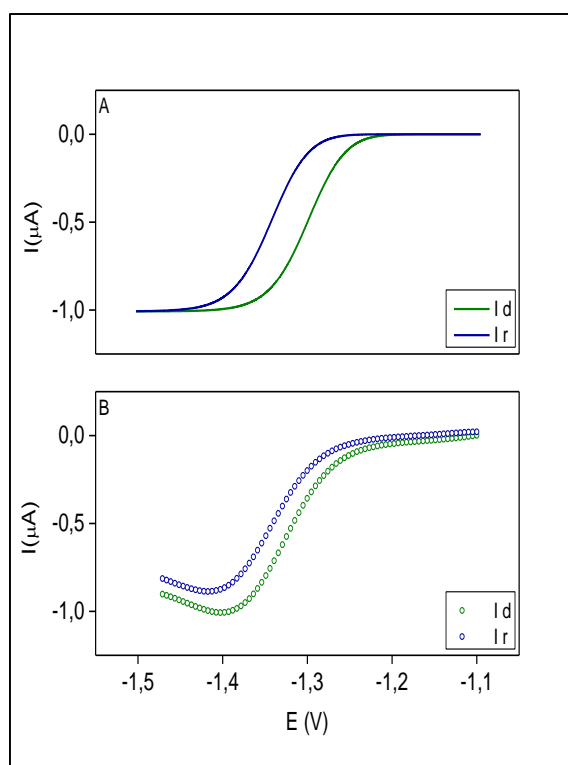 A
0,0
-0,5
-1,0
I(μA)
I d
I r
B
0,0
-0,5
-1,0
I(μA)
I d
I r
-1,5 -1,4 -1,3 -1,2 -1,1
E (V)